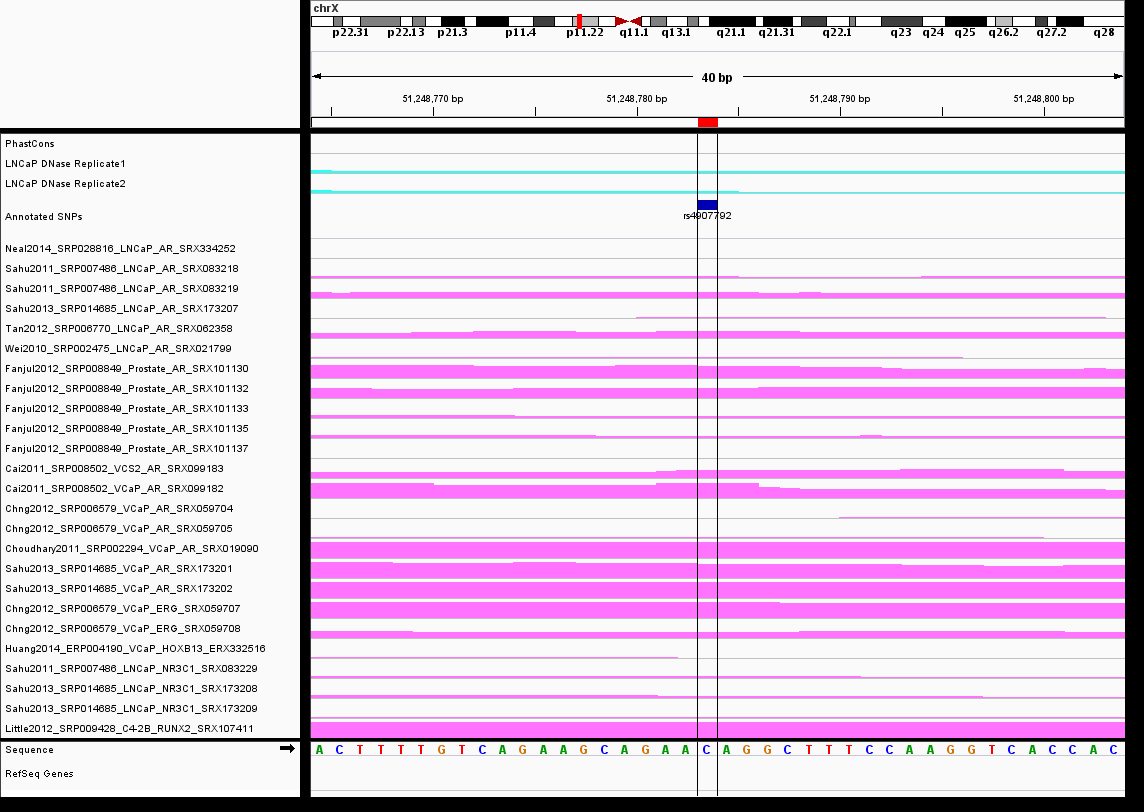 chrX
p22.31 p22.13 p21.3 p11.4 p11.22 q11.1 q13.1 q21.1 q21.31 q22.1 q23 q24 q25 q26.2 q27.2 q28
40 bp
51,248,770 bp 51,248,780 bp 51,248,790 bp 51,248,800 bp
PhastCons
LNCaP DNase Replicate1
LNCaP DNase Replicate2
Annotated SNPs
rs4907792
Neal2014_SRP028816_LNCaP_AR_SRX334252
Sahu2011_SRP007486_LNCaP_AR_SRX083218
Sahu2011_SRP007486_LNCaP_AR_SRX083219
Sahu2013_SRP014685_LNCaP_AR_SRX173207
Tan2012_SRP006770_LNCaP_AR_SRX062358
Wei2010_SRP002475_LNCaP_AR_SRX021799
Fanjul2012_SRP008849_Prostate_AR_SRX101130
Fanjul2012_SRP008849_Prostate_AR_SRX101132
Fanjul2012_SRP008849_Prostate_AR_SRX101133
Fanjul2012_SRP008849_Prostate_AR_SRX101135
Fanjul2012_SRP008849_Prostate_AR_SRX101137
Cai2011_SRP008502_VCS2_AR_SRX099183
Cai2011_SRP008502_VCaP_AR_SRX099182
Chng2012_SRP006579_VCaP_AR_SRX059704
Chng2012_SRP006579_VCaP_AR_SRX059705
Choudhary2011_SRP002294_VCaP_AR_SRX019090
Sahu2013_SRP014685_VCaP_AR_SRX173201
Sahu2013_SRP014685_VCaP_AR_SRX173202
Chng2012_SRP006579_VCaP_ERG_SRX059707
Chng2012_SRP006579_VCaP_ERG_SRX059708
Huang2014_ERP004190_VCaP_HOXB13_ERX332516
Sahu2011_SRP007486_LNCaP_NR3C1_SRX083229
Sahu2013_SRP014685_LNCaP_NR3C1_SRX173208
Sahu2013_SRP014685_LNCaP_NR3C1_SRX173209
Little2012_SRP009428_C4-2B_RUNX2_SRX107411
Sequence A C T T T T G T C A G A A G C A G A A C A G G C T T T C C A A G G T C A C C A C
RefSeq Genes